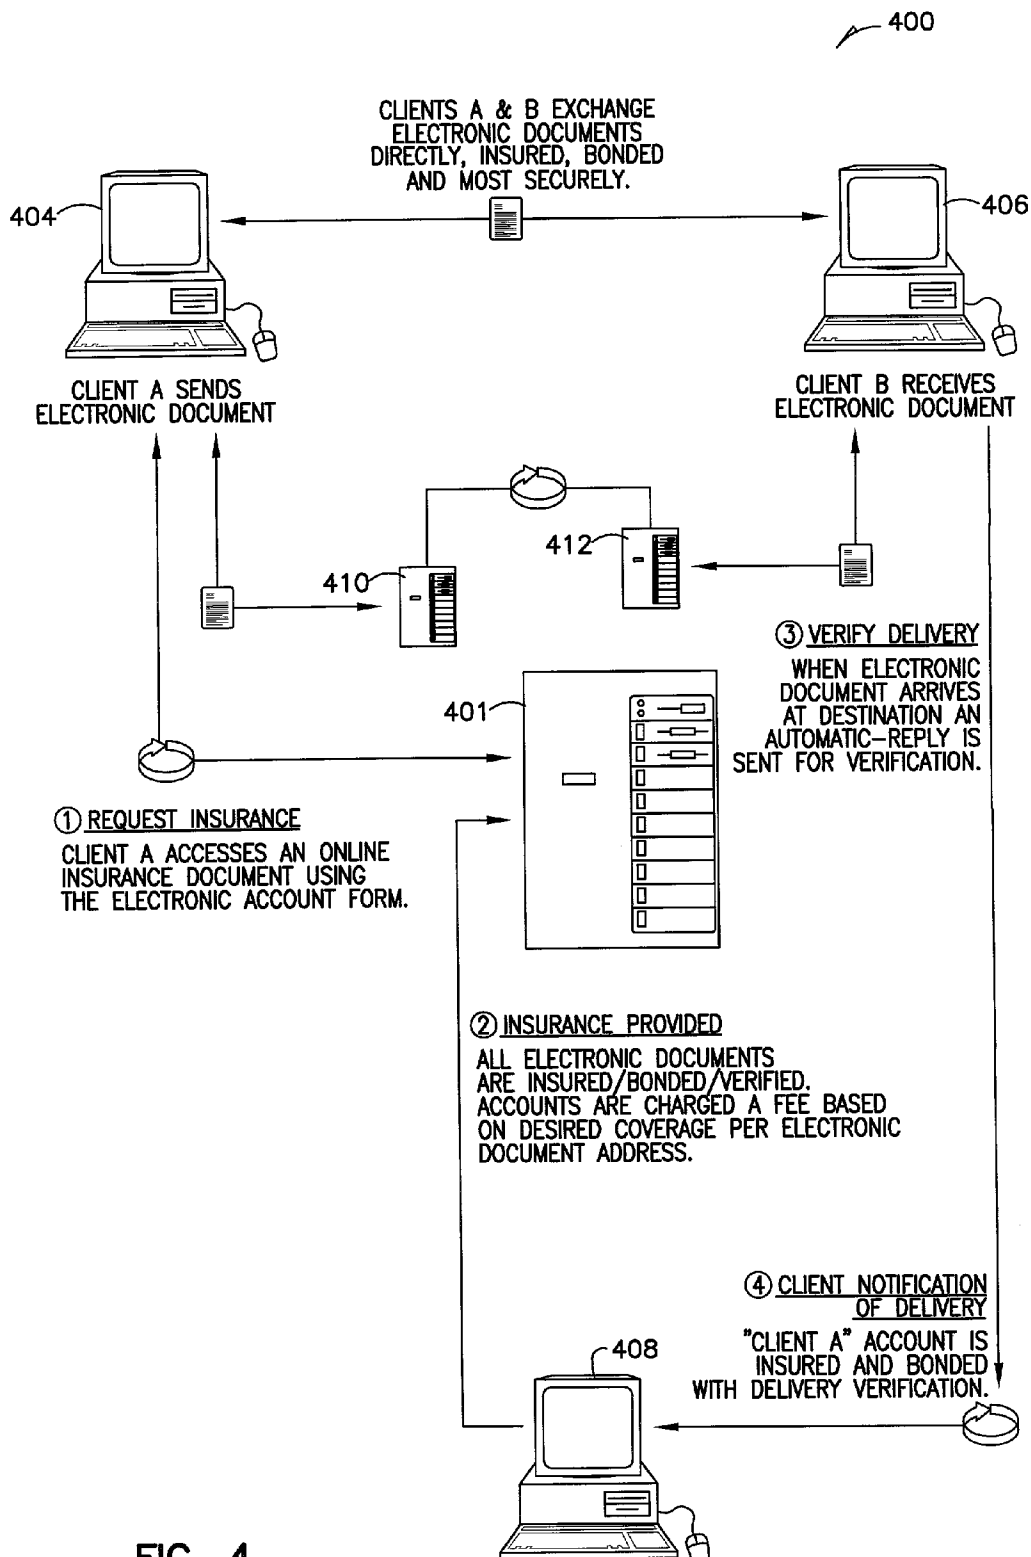 400
CLIENTS A & B EXCHANGE
ELECTRONIC DOCUMENTS
DIRECTLY, INSURED, BONDED
AND MOST SECURELY.
404
406
CLIENT A SENDS
ELECTRONIC DOCUMENT
CLIENT B RECEIVES
ELECTRONIC DOCUMENT
410
412
③ VERIFY DELIVERY
WHEN ELECTRONIC
DOCUMENT ARRIVES
AT DESTINATION AN
AUTOMATIC-REPLY IS
SENT FOR VERIFICATION.
401
① REQUEST INSURANCE
CLIENT A ACCESSES AN ONLINE
INSURANCE DOCUMENT USING
THE ELECTRONIC ACCOUNT FORM.
② INSURANCE PROVIDED
ALL ELECTRONIC DOCUMENTS
ARE INSURED/BONDED/VERIFIED.
ACCOUNTS ARE CHARGED A FEE BASED
ON DESIRED COVERAGE PER ELECTRONIC
DOCUMENT ADDRESS.
④ CLIENT NOTIFICATION
OF DELIVERY
"CLIENT A" ACCOUNT IS
INSURED AND BONDED
WITH DELIVERY VERIFICATION.
408
FIG. 4